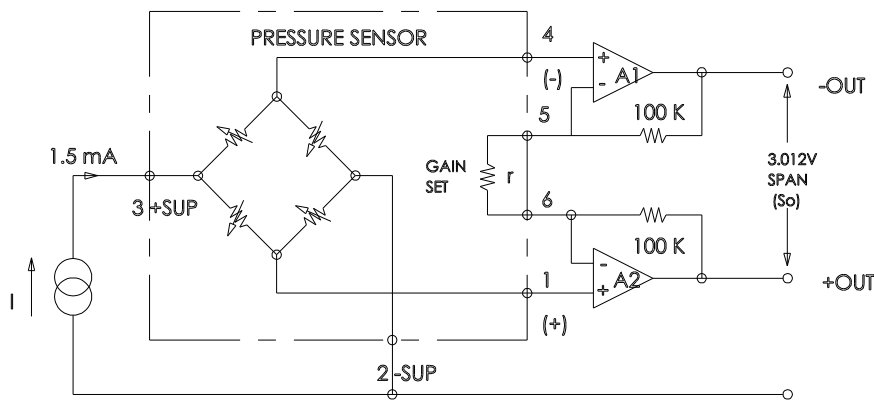 PRESSURE SENSOR
4
(-)
+
-
A1
-OUT
5
100 K
1.5 mA
GAIN
SET
r
3.012V
SPAN
(So)
3 +SUP
6
100 K
-
+
A2
+OUT
1
(+)
I
2 -SUP